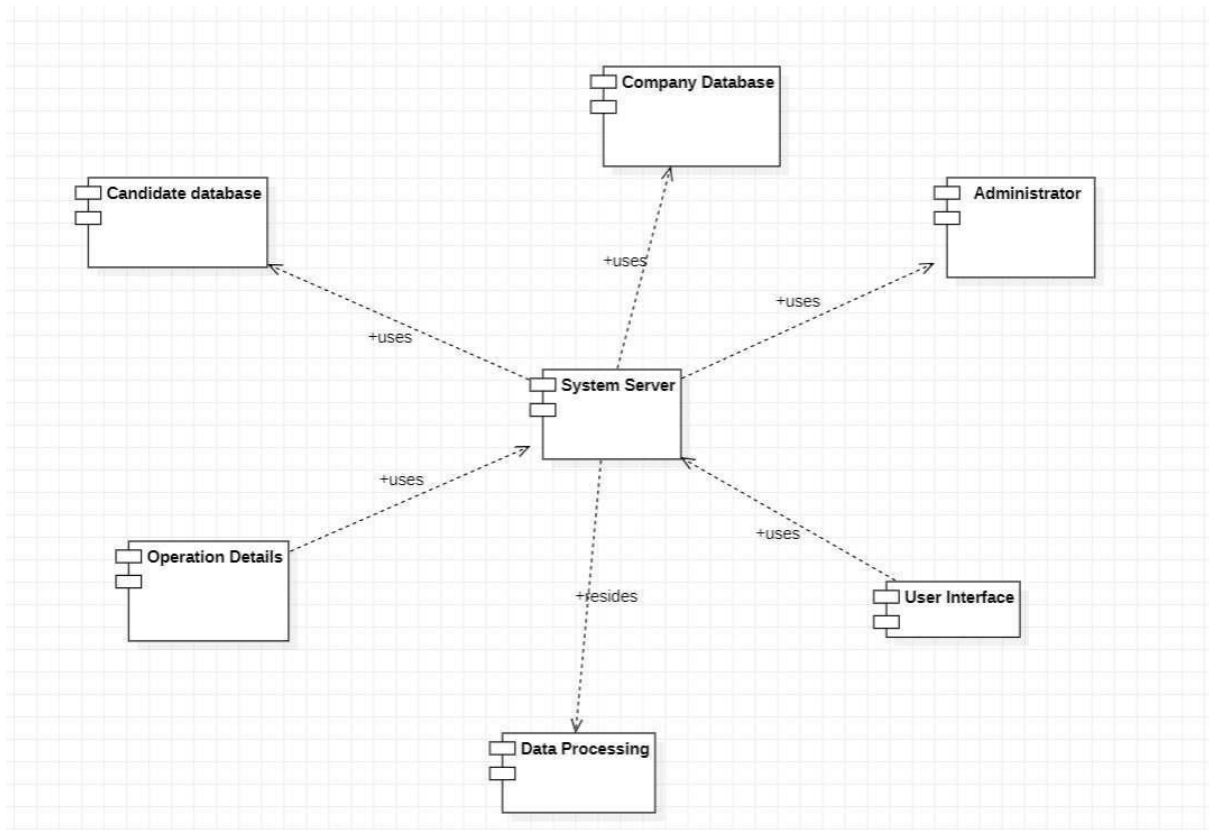 Company Database
Candidate database
Administrator
+uses
+uses
+uses
System Server
+uses
+uses
Operation Details
+resides
User Interface
Data Processing